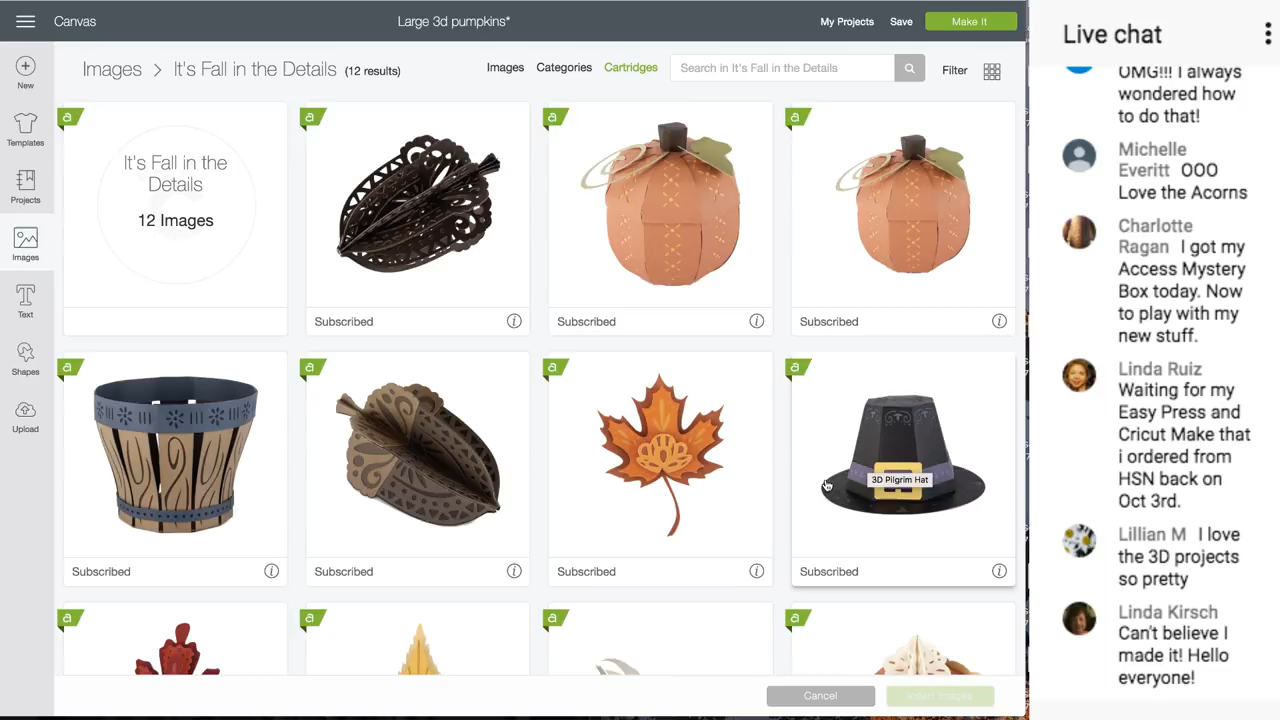 Canvas
Large 3d pumpkins*
My Projects
Save
Make It
New
Templates
Projects
Images
Text
Shapes
Upload
Images > It's Fall in the Details (12 results)
Images
Categories
Cartridges
Search in It's Fall in the Details
Filter
a
a
a
a
It's Fall in the
Details
12 Images
Subscribed
Subscribed
Subscribed
a
a
a
a
3D Pilgrim Hat
Subscribed
Subscribed
Subscribed
Subscribed
a
a
a
Cancel
Insert Images
Live chat
OMG!!! I always
wondered how
to do that!
Michelle
Everitt OOO
Love the Acorns
Charlotte
Ragan I got my
Access Mystery
Box today. Now
to play with my
new stuff.
Linda Ruiz
Waiting for my
Easy Press and
Cricut Make that
i ordered from
HSN back on
Oct 3rd.
Lillian M I love
the 3D projects
so pretty
Linda Kirsch
Can't believe I
made it! Hello
everyone!